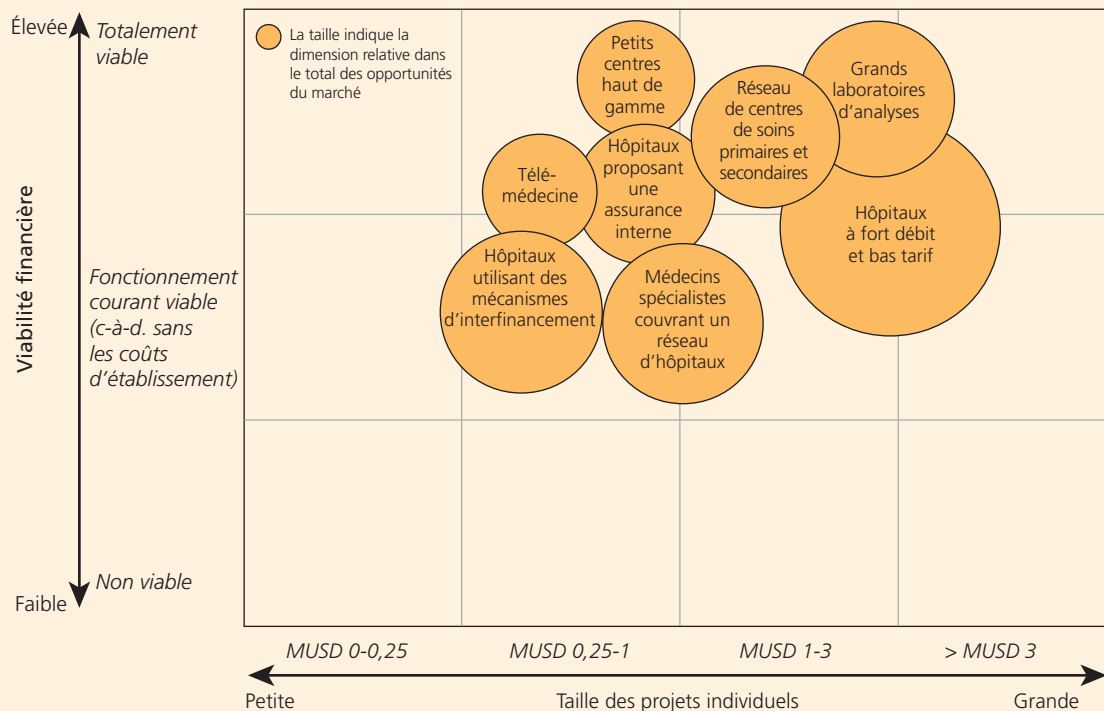 Élevée
Totalement
viable
Viabilité financière
Fonctionnement
courant viable
(c-à-d. sans
les coûts
d’établissement)
Non viable
Faible
La taille indique la
dimension relative dans
le total des opportunités
du marché
Petits
centres
haut de
gamme
Réseau
de centres
de soins
primaires et
secondaires
Grands
laboratoires
d’analyses
Télé-
médecine
Hôpitaux
proposant
une
assurance
interne
Hôpitaux
à fort débit
et bas tarif
Hôpitaux
utilisant des
mécanismes
d’interfinancement
Médecins
spécialistes
couvrant un
réseau
d’hôpitaux
MUSD 0-0,25
MUSD 0,25-1
MUSD 1-3
> MUSD 3
Petite
Taille des projets individuels
Grande